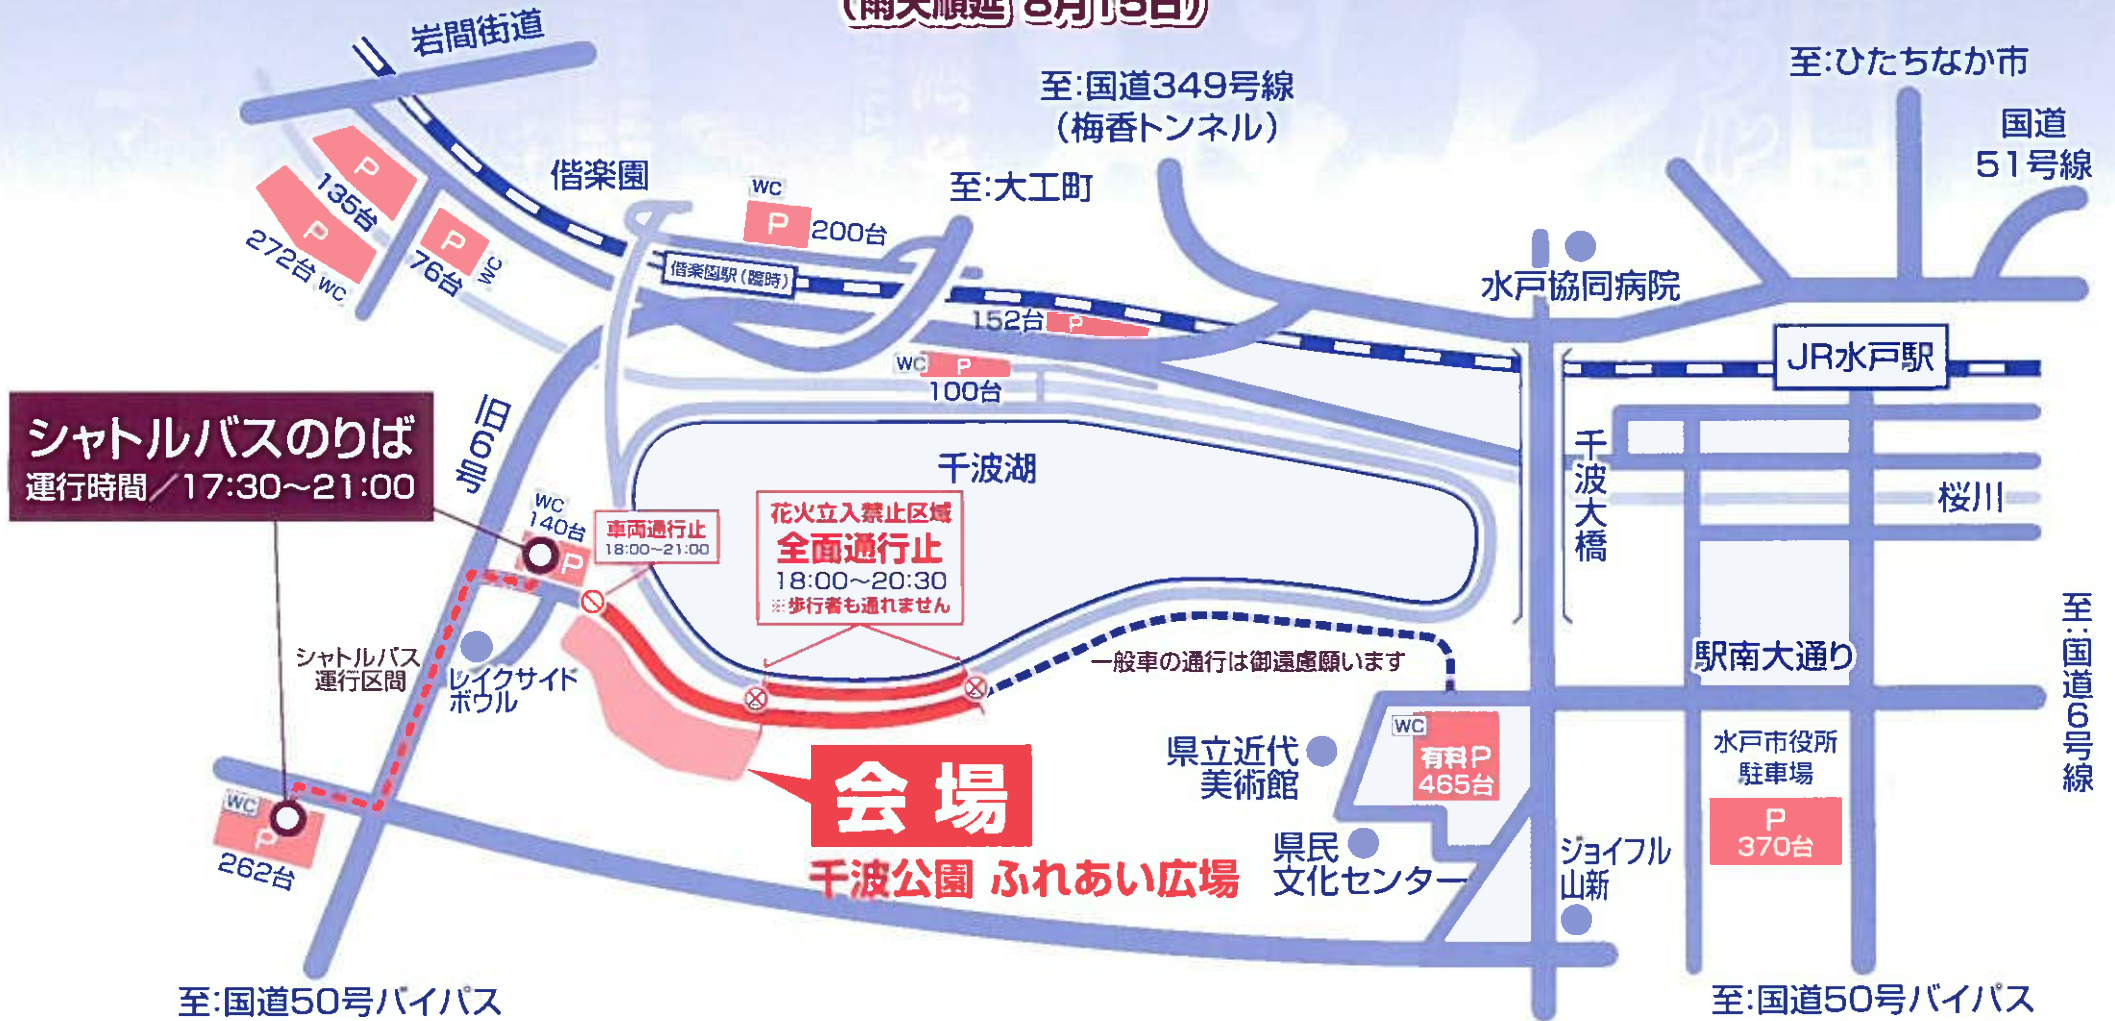 (雨天順延 8月15日)
岩間街道
至:国道349号線
(梅香トンネル)
至:ひたちなか市
国道
51号線
偕楽園
WC
P
200台
至:大工町
P
135台
P
272台
WC
P
76台
WC
偕楽園駅(臨時)
水戸協同病院
152台
P
WC
P
100台
JR水戸駅
シャトルバスのりば
運行時間/17:30~21:00
旧6号
千波湖
千波大橋
桜川
WC
140台
P
車両通行止
18:00~21:00
花火立入禁止区域
全面通行止
18:00~20:30
※歩行者も通れません
シャトルバス
運行区間
レイクサイド
ボウル
一般車の通行は御遠慮願います
駅南大通り
至:国道6号線
WC
有料P
465台
県立近代
美術館
水戸市役所
駐車場
P
370台
会場
千波公園 ふれあい広場
県民
文化センター
ジョイフル
山新
WC
P
262台
至:国道50号バイパス
至:国道50号バイパス